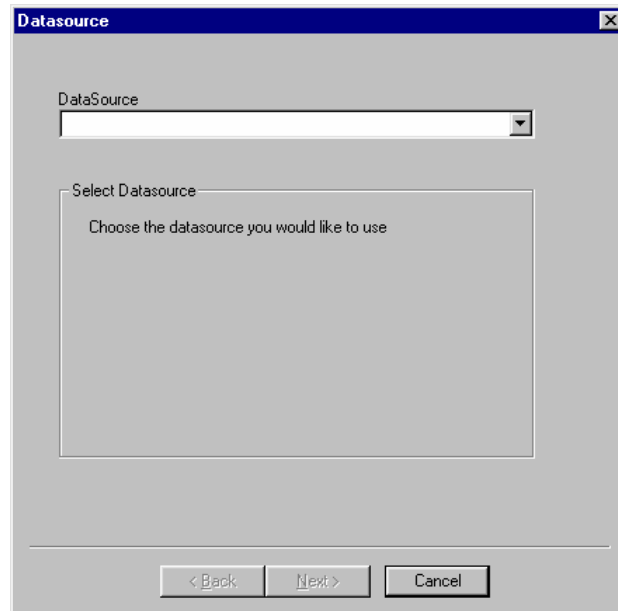 Datasource
DataSource
Select Datasource
Choose the datasource you would like to use
< Back
Next >
Cancel